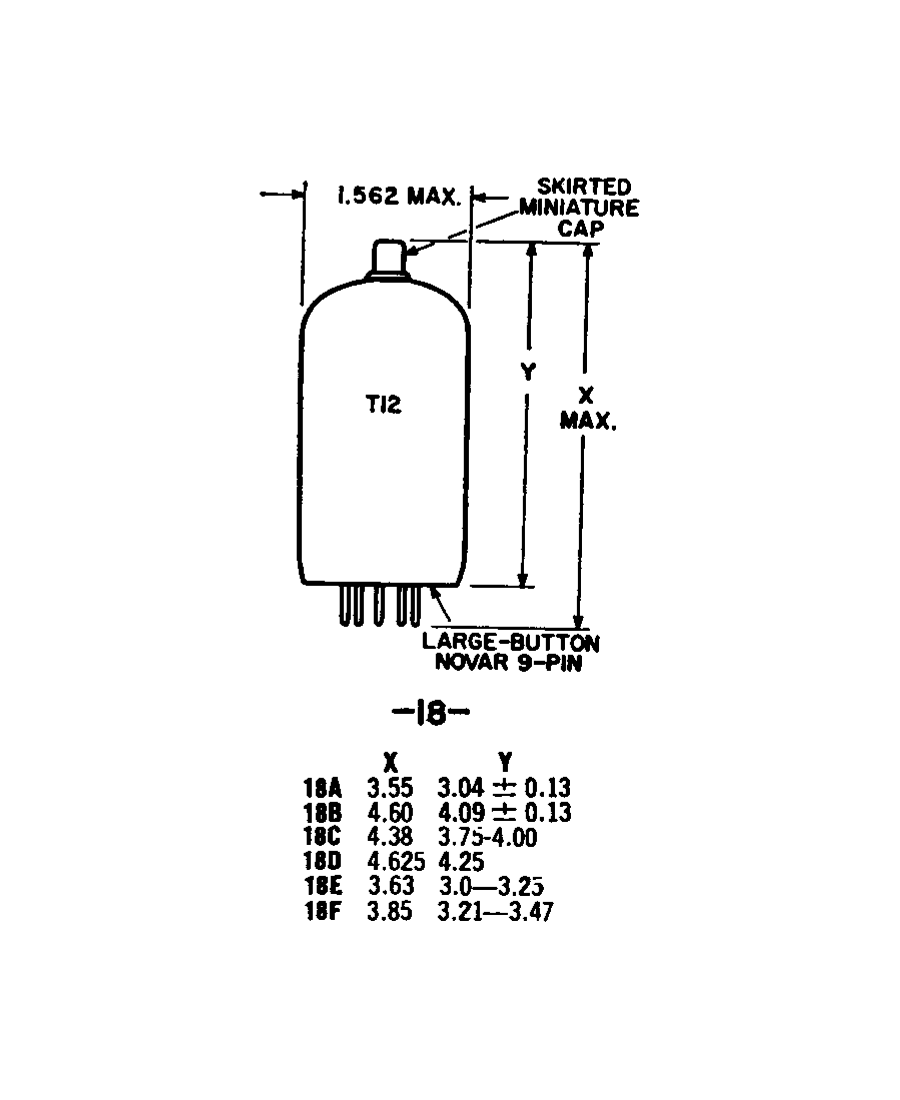 1.562 MAX.
SKIRTED
MINIATURE
CAP
Y
X
MAX.
T12
LARGE-BUTTON
NOVAR 9-PIN
-18-
X Y
18A 3.55 3.04 ± 0.13
18B 4.60 4.09 ± 0.13
18C 4.38 3.75-4.00
18D 4.625 4.25
18E 3.63 3.0—3.25
18F 3.85 3.21—3.47